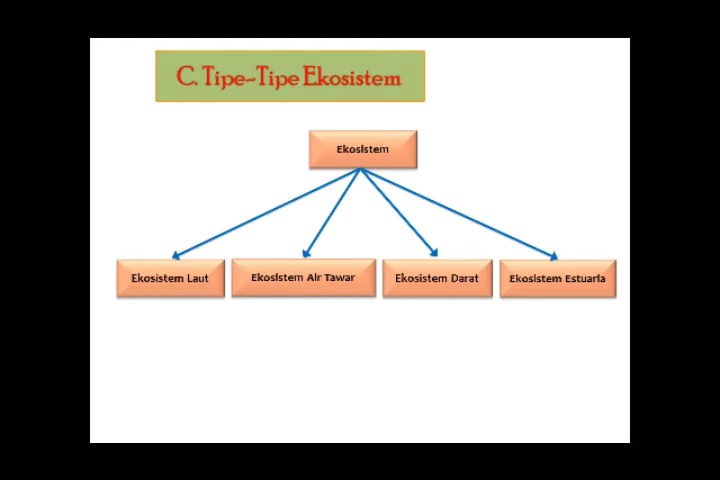 C. Tipe-Tipe Ekosistem
Ekosistem
Ekosistem Laut
Ekosistem Air Tawar
Ekosistem Darat
Ekosistem Estuaria